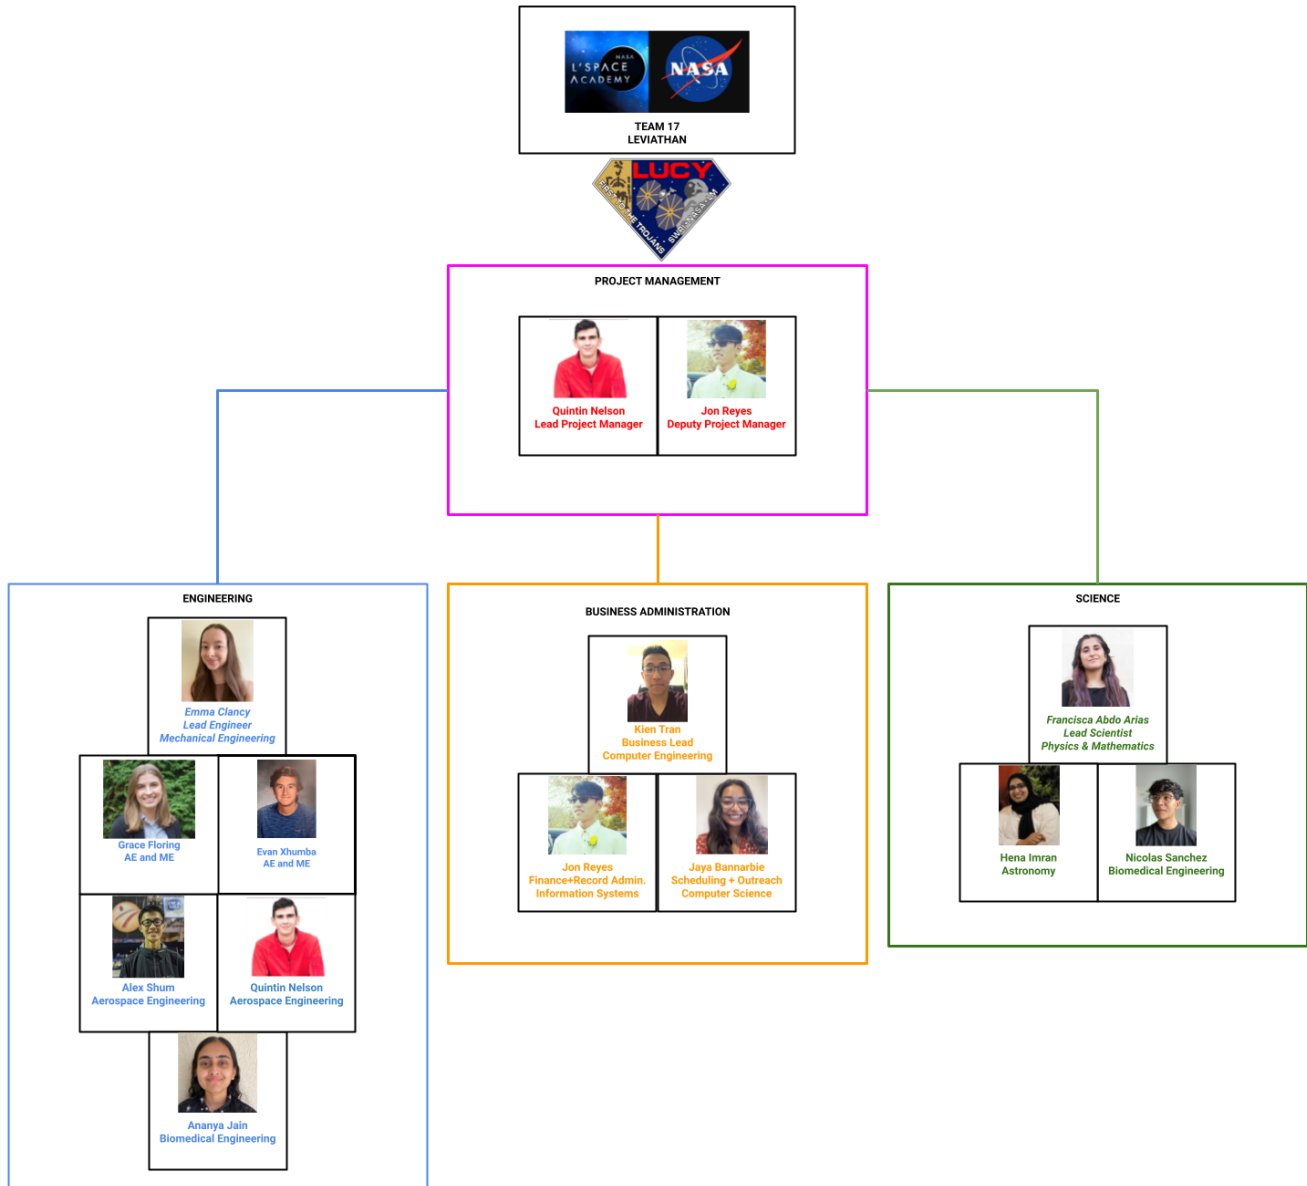 NASA
L'SPACE
ACADEMY
NASA
TEAM 17
LEVIATHAN
LUCY
FIRST TO THE TROJANS
PROJECT MANAGEMENT
Quintin Nelson
Lead Project Manager
Jon Reyes
Deputy Project Manager
ENGINEERING
Emma Clancy
Lead Engineer
Mechanical Engineering
Grace Floring
AE and ME
Evan Xhumba
AE and ME
Alex Shum
Aerospace Engineering
Quintin Nelson
Aerospace Engineering
Ananya Jain
Biomedical Engineering
BUSINESS ADMINISTRATION
Kien Tran
Business Lead
Computer Engineering
Jon Reyes
Finance+Record Admin.
Information Systems
Jaya Bannarbie
Scheduling + Outreach
Computer Science
SCIENCE
Francisca Abdo Arias
Lead Scientist
Physics & Mathematics
Hena Imran
Astronomy
Nicolas Sanchez
Biomedical Engineering